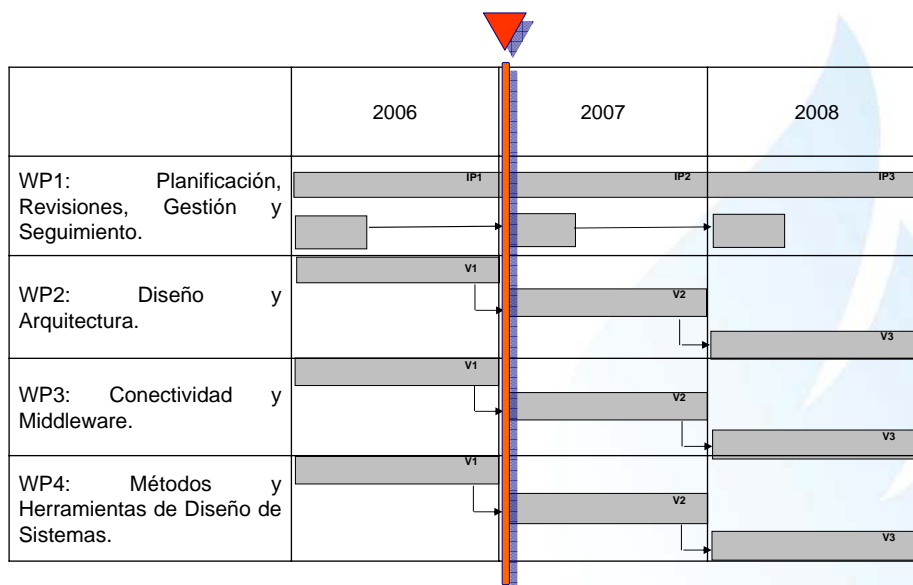 2006
2007
2008
WP1: Planificación,
Revisiones, Gestión y
Seguimiento.
IP1
IP2
IP3
WP2: Diseño y
Arquitectura.
V1
V2
V3
WP3: Conectividad y
Middleware.
V1
V2
V3
WP4: Métodos y
Herramientas de Diseño de
Sistemas.
V1
V2
V3